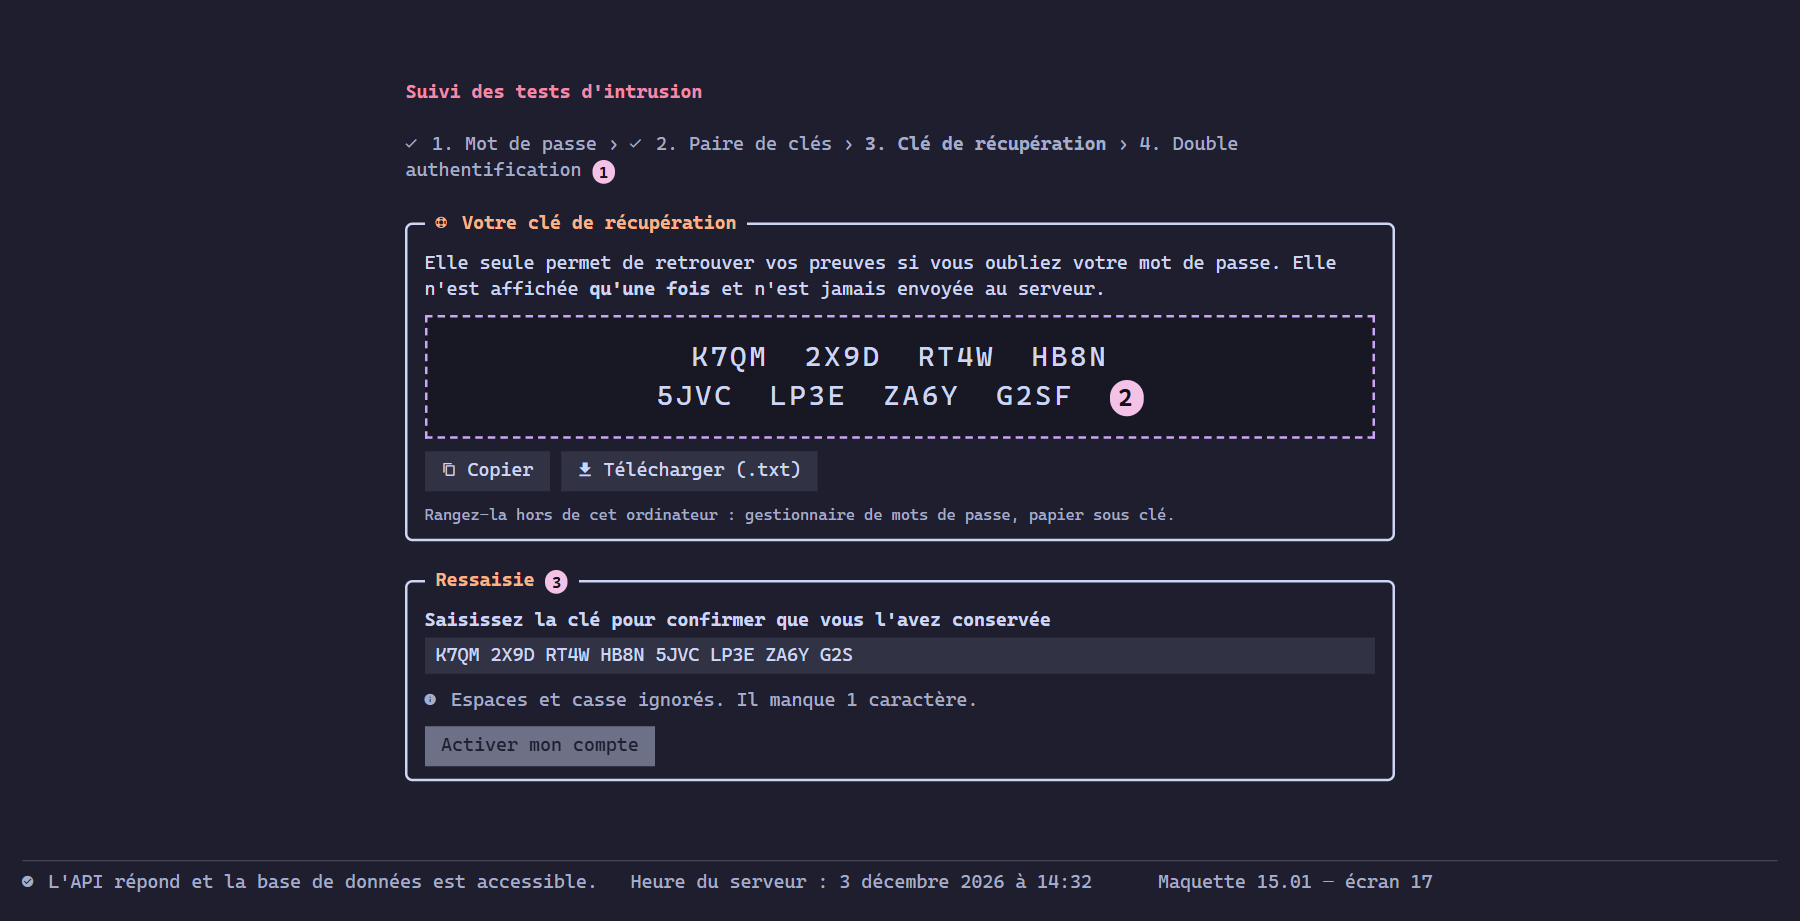 Suivi des tests d'intrusion
✓ 1. Mot de passe › ✓ 2. Paire de clés › 3. Clé de récupération › 4. Double
authentification 1
Votre clé de récupération
Elle seule permet de retrouver vos preuves si vous oubliez votre mot de passe. Elle
n'est affichée qu'une fois et n'est jamais envoyée au serveur.
K7QM 2X9D RT4W HB8N
5JVC LP3E ZA6Y G2SF 2
Copier Télécharger (.txt)
Rangez-la hors de cet ordinateur : gestionnaire de mots de passe, papier sous clé.
Ressaisie 3
Saisissez la clé pour confirmer que vous l'avez conservée
K7QM 2X9D RT4W HB8N 5JVC LP3E ZA6Y G2S
Espaces et casse ignorés. Il manque 1 caractère.
Activer mon compte
L'API répond et la base de données est accessible. Heure du serveur : 3 décembre 2026 à 14:32 Maquette 15.01 — écran 17